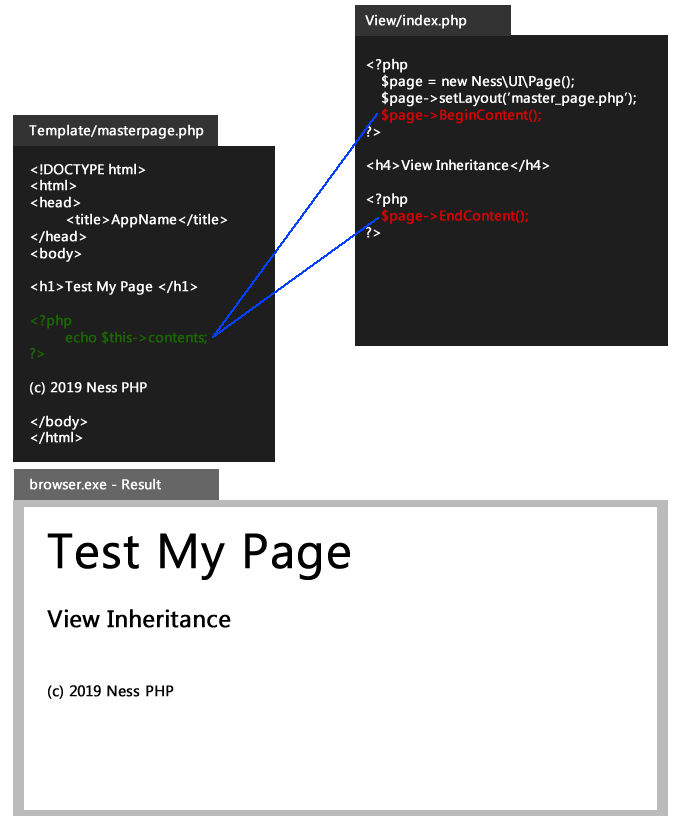 View/index.php
<?php
$page = new Ness\UI\Page();
$page->setLayout('master_page.php');
$page->BeginContent();
?>
<h4>View Inheritance</h4>
<?php
$page->EndContent();
?>
Template/masterpage.php
<!DOCTYPE html>
<html>
<head>
<title>AppName</title>
</head>
<body>
<h1>Test My Page </h1>
<?php
echo $this->contents;
?>
(c) 2019 Ness PHP
</body>
</html>
browser.exe - Result
Test My Page
View Inheritance
(c) 2019 Ness PHP